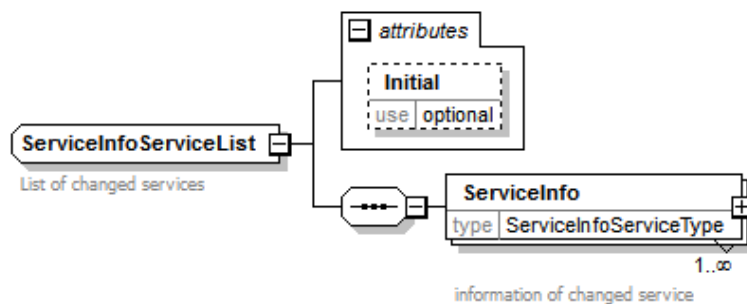 attributes
Initial
use optional
ServiceInfoServiceList
List of changed services
ServiceInfo
type ServiceInfoServiceType
1..∞
information of changed service